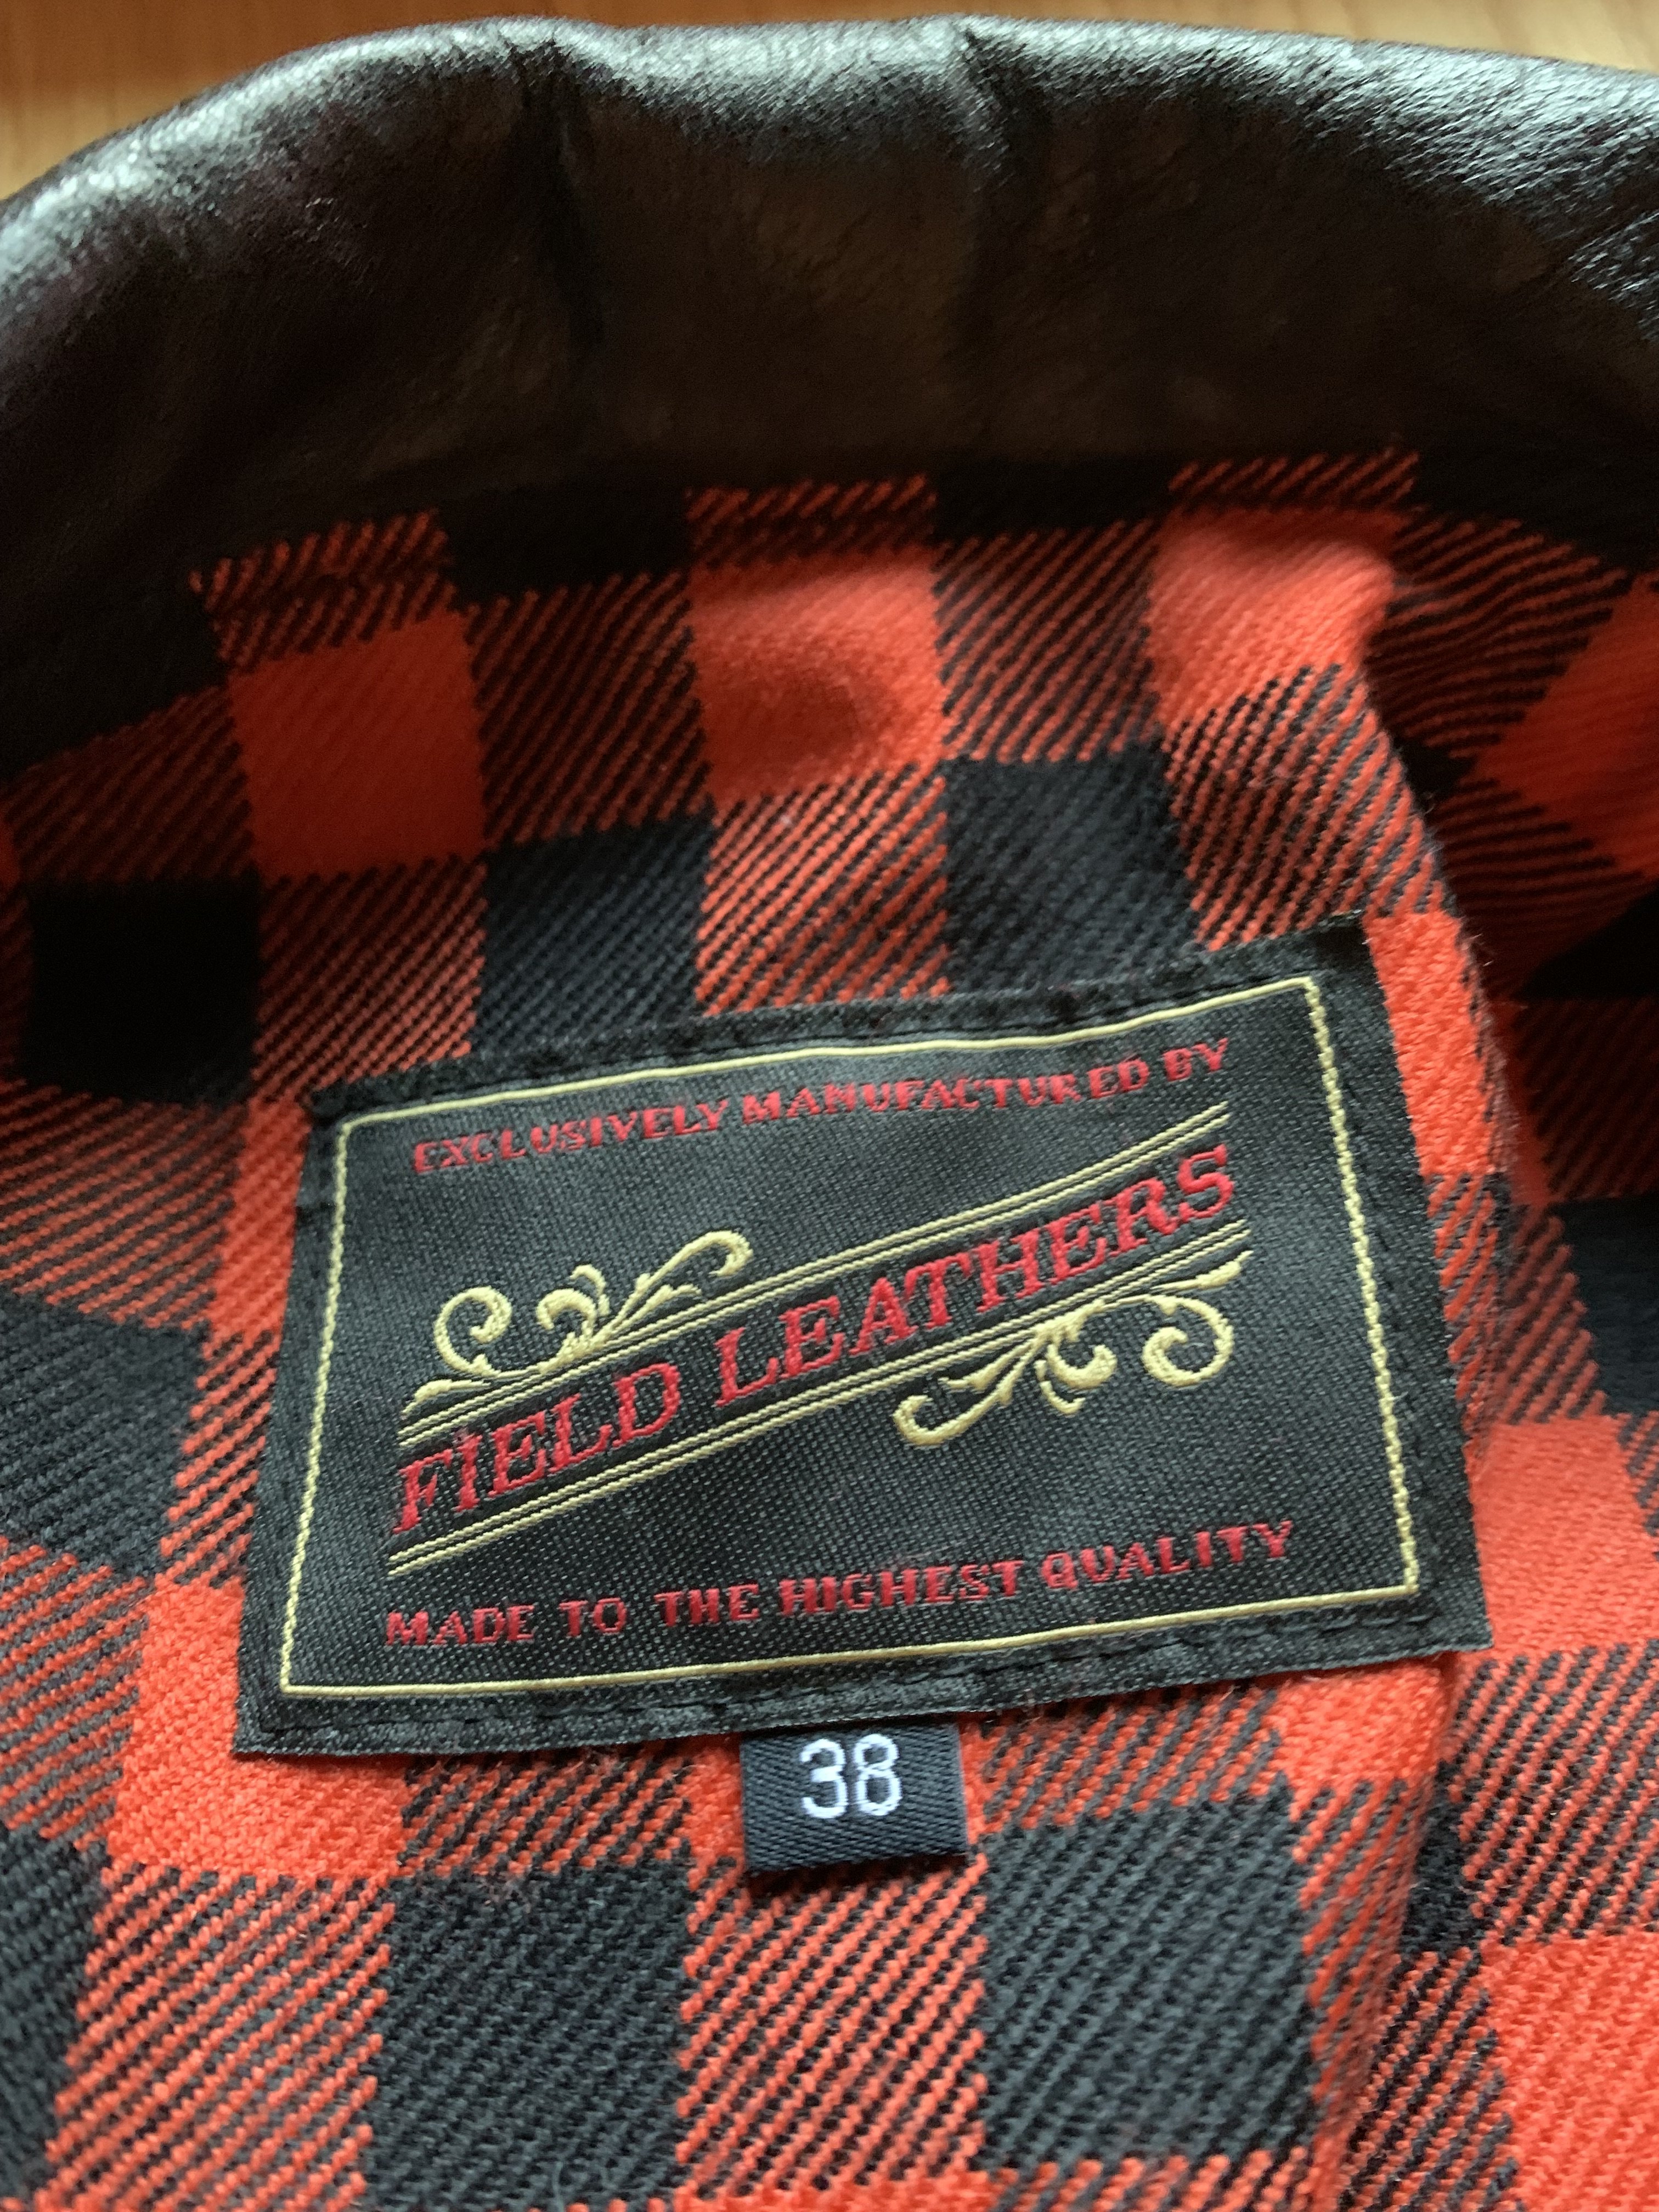 EXCLUSIVELY MANUFACTURED BY
FIELD LEATHERS
MADE TO THE HIGHEST QUALITY
38